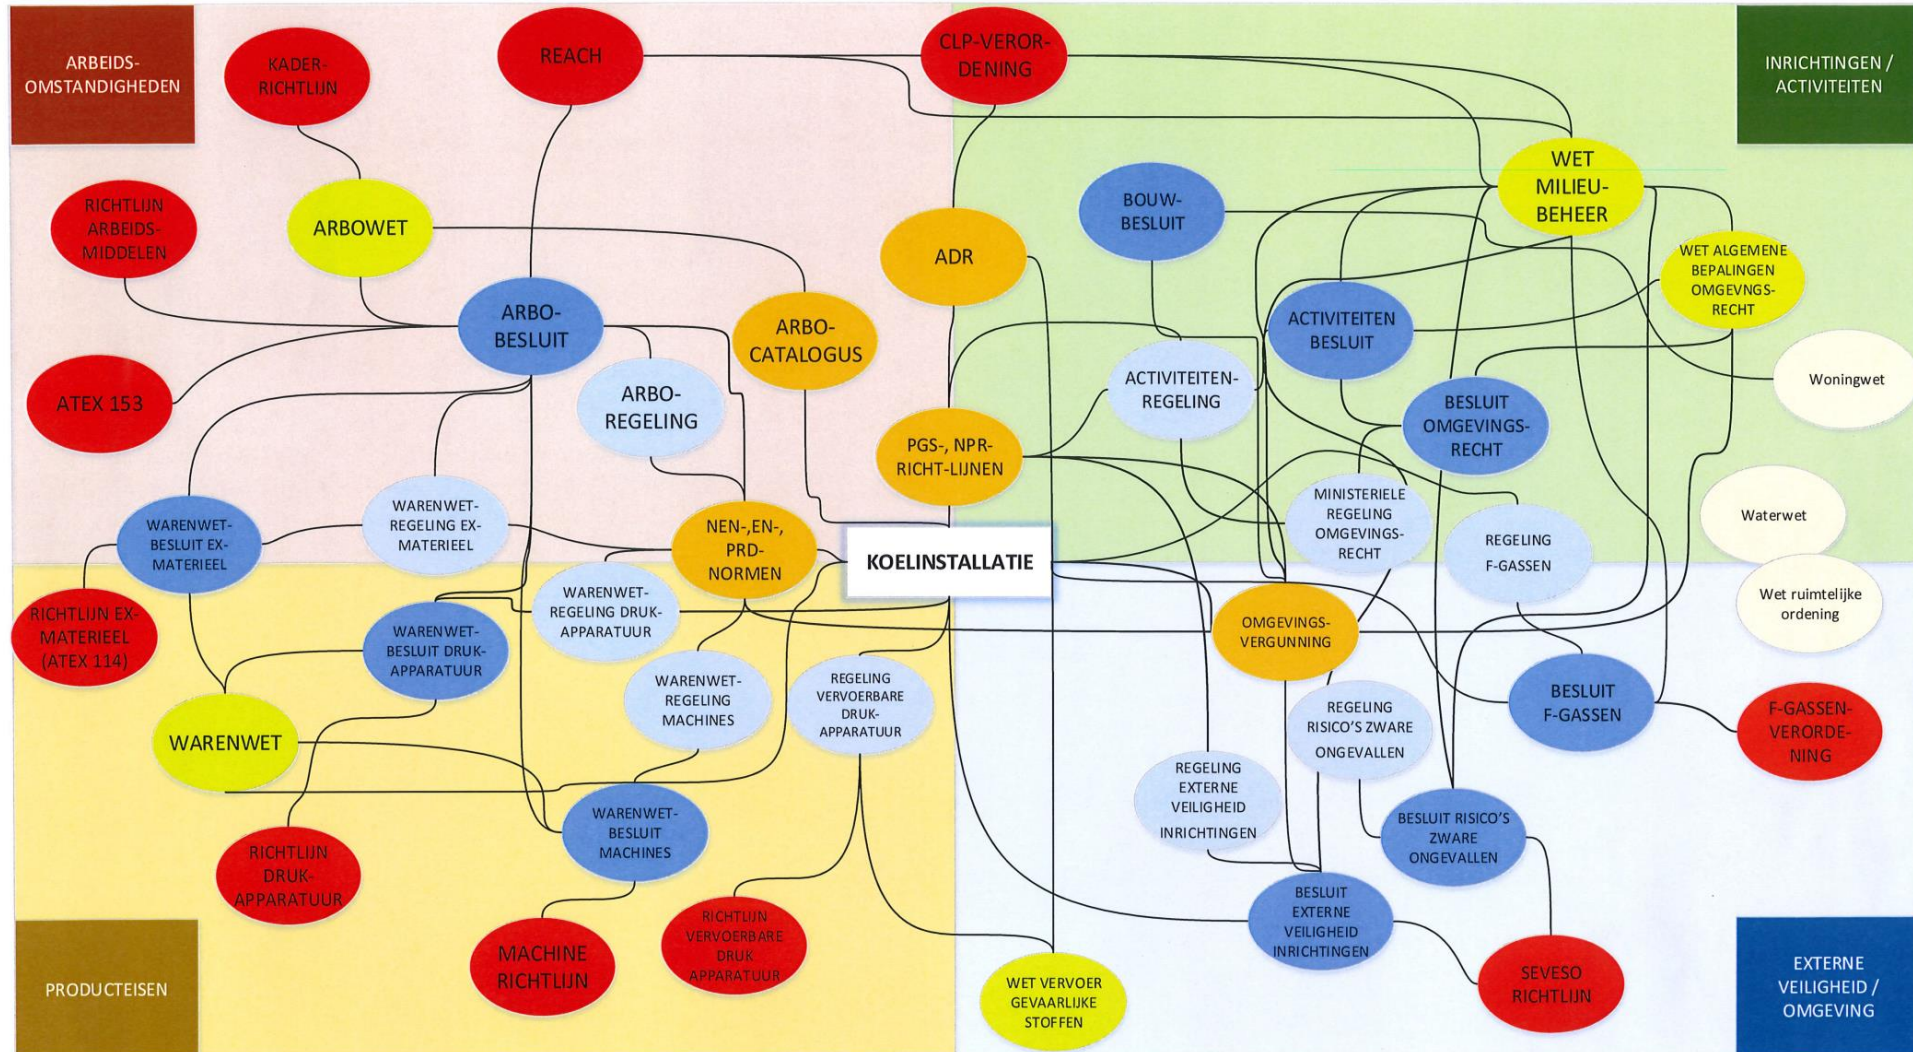 ARBEIDS-
OMSTANDIGHEDEN
KADER-
RICHTLIJN
REACH
CLP-VEROR-
DENING
INRICHTINGEN /
ACTIVITEITEN
RICHTLIJN
ARBEIDS-
MIDDELEN
ARBOWET
ADR
BOUW-
BESLUIT
WET
MILIEU-
BEHEER
WET ALGEMENE
BEPALINGEN
OMGEVNGS-
RECHT
ARBO-
BESLUIT
ARBO-
CATALOGUS
ACTIVITEITEN
BESLUIT
ATEX 153
ARBO-
REGELING
ACTIVITEITEN-
REGELING
Woningwet
PGS-, NPR-
RICHT-LIJNEN
BESLUIT
OMGEVINGS-
RECHT
WARENWET-
BESLUIT EX-
MATERIEEL
WARENWET-
REGELING EX-
MATERIEEL
NEN-,EN-,
PRD-
NORMEN
KOELINSTALLATIE
MINISTERIELE
REGELING
OMGEVINGS-
RECHT
REGELING
F-GASSEN
Waterwet
Wet ruimtelijke
ordening
RICHTLIJN EX-
MATERIEEL
(ATEX 114)
WARENWET-
BESLUIT DRUK-
APPARATUUR
WARENWET-
REGELING DRUK-
APPARATUUR
OMGEVINGS-
VERGUNNING
WARENWET
WARENWET-
REGELING
MACHINES
REGELING
VERVOERBARE
DRUK-
APPARATUUR
REGELING
RISICO'S ZWARE
ONGEVALLEN
BESLUIT
F-GASSEN
F-GASSEN-
VERORDE-
NING
REGELING
EXTERNE
VEILIGHEID
INRICHTINGEN
WARENWET-
BESLUIT
MACHINES
BESLUIT RISICO'S
ZWARE
ONGEVALLEN
RICHTLIJN
DRUK-
APPARATUUR
MACHINE
RICHTLIJN
RICHTLIJN
VERVOERBARE
DRUK
APPARATUUR
BESLUIT
EXTERNE
VEILIGHEID
INRICHTINGEN
PRODUCTEISEN
WET VERVOER
GEVAARLIJKE
STOFFEN
SEVESO
RICHTLIJN
EXTERNE
VEILIGHEID /
OMGEVING